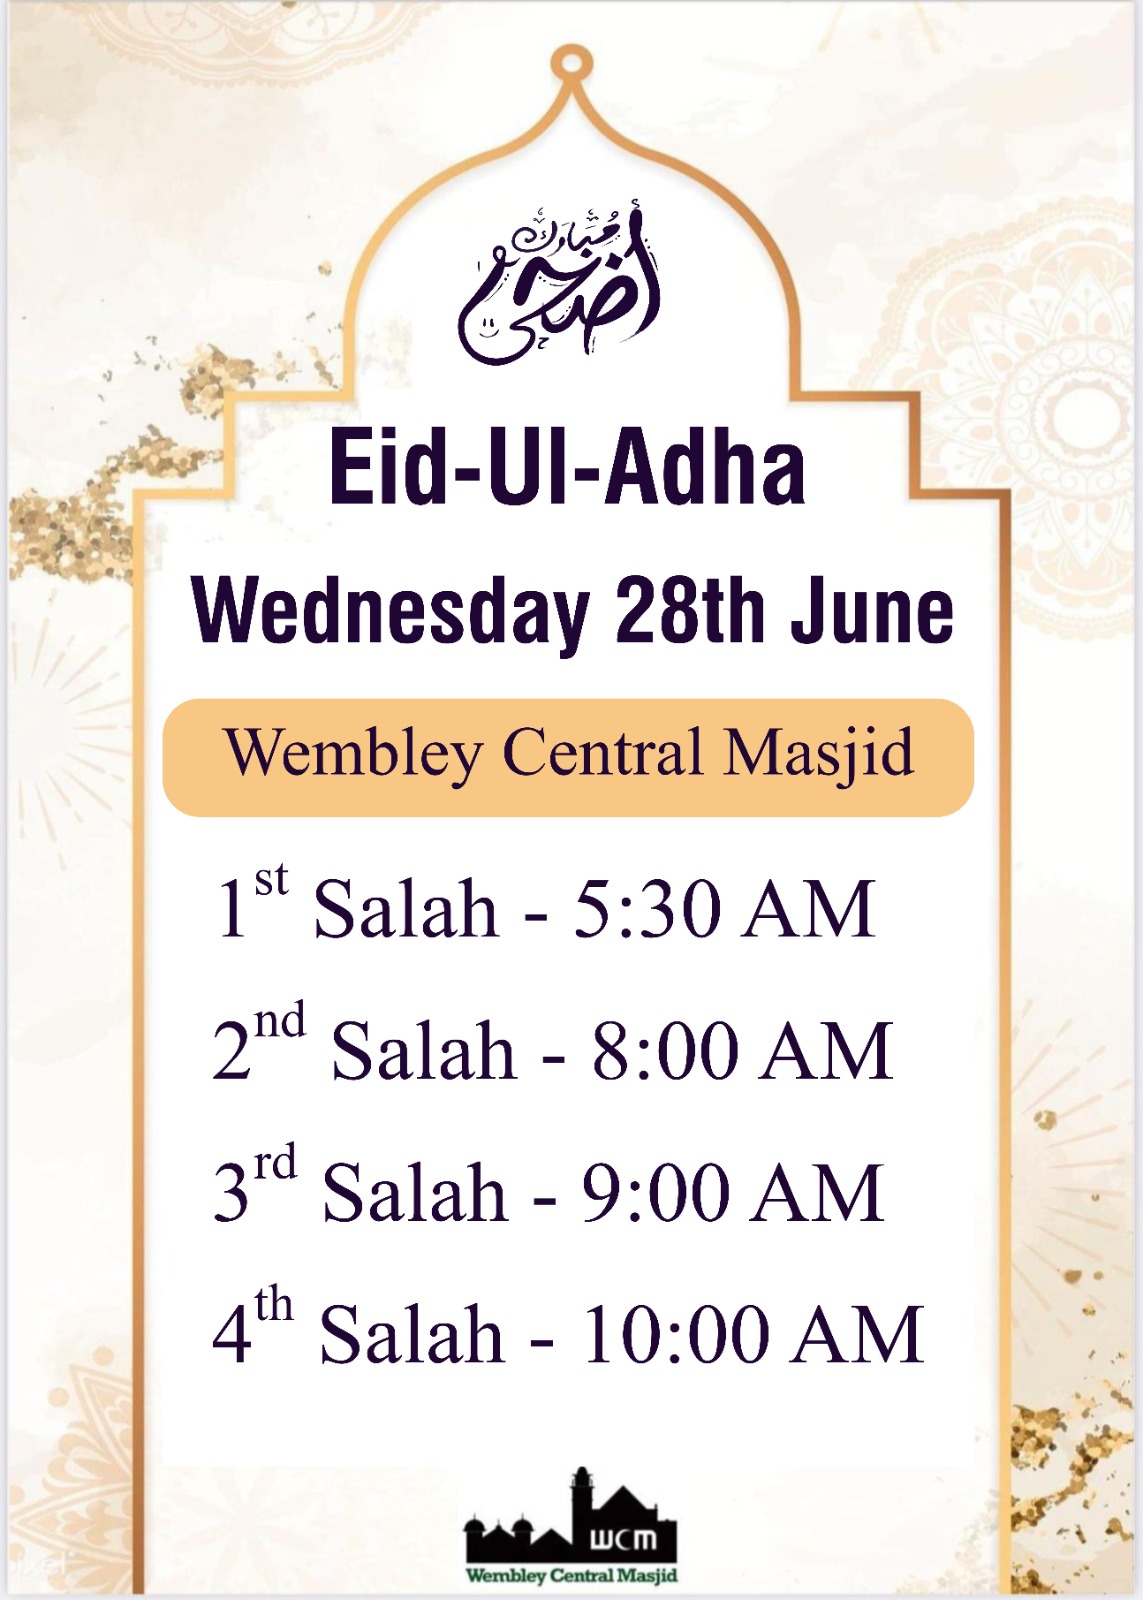 أضحى مبارك
Eid-Ul-Adha
Wednesday 28th June
Wembley Central Masjid
1st Salah - 5:30 AM
2nd Salah - 8:00 AM
3rd Salah - 9:00 AM
4th Salah - 10:00 AM
WCM
Wembley Central Masjid